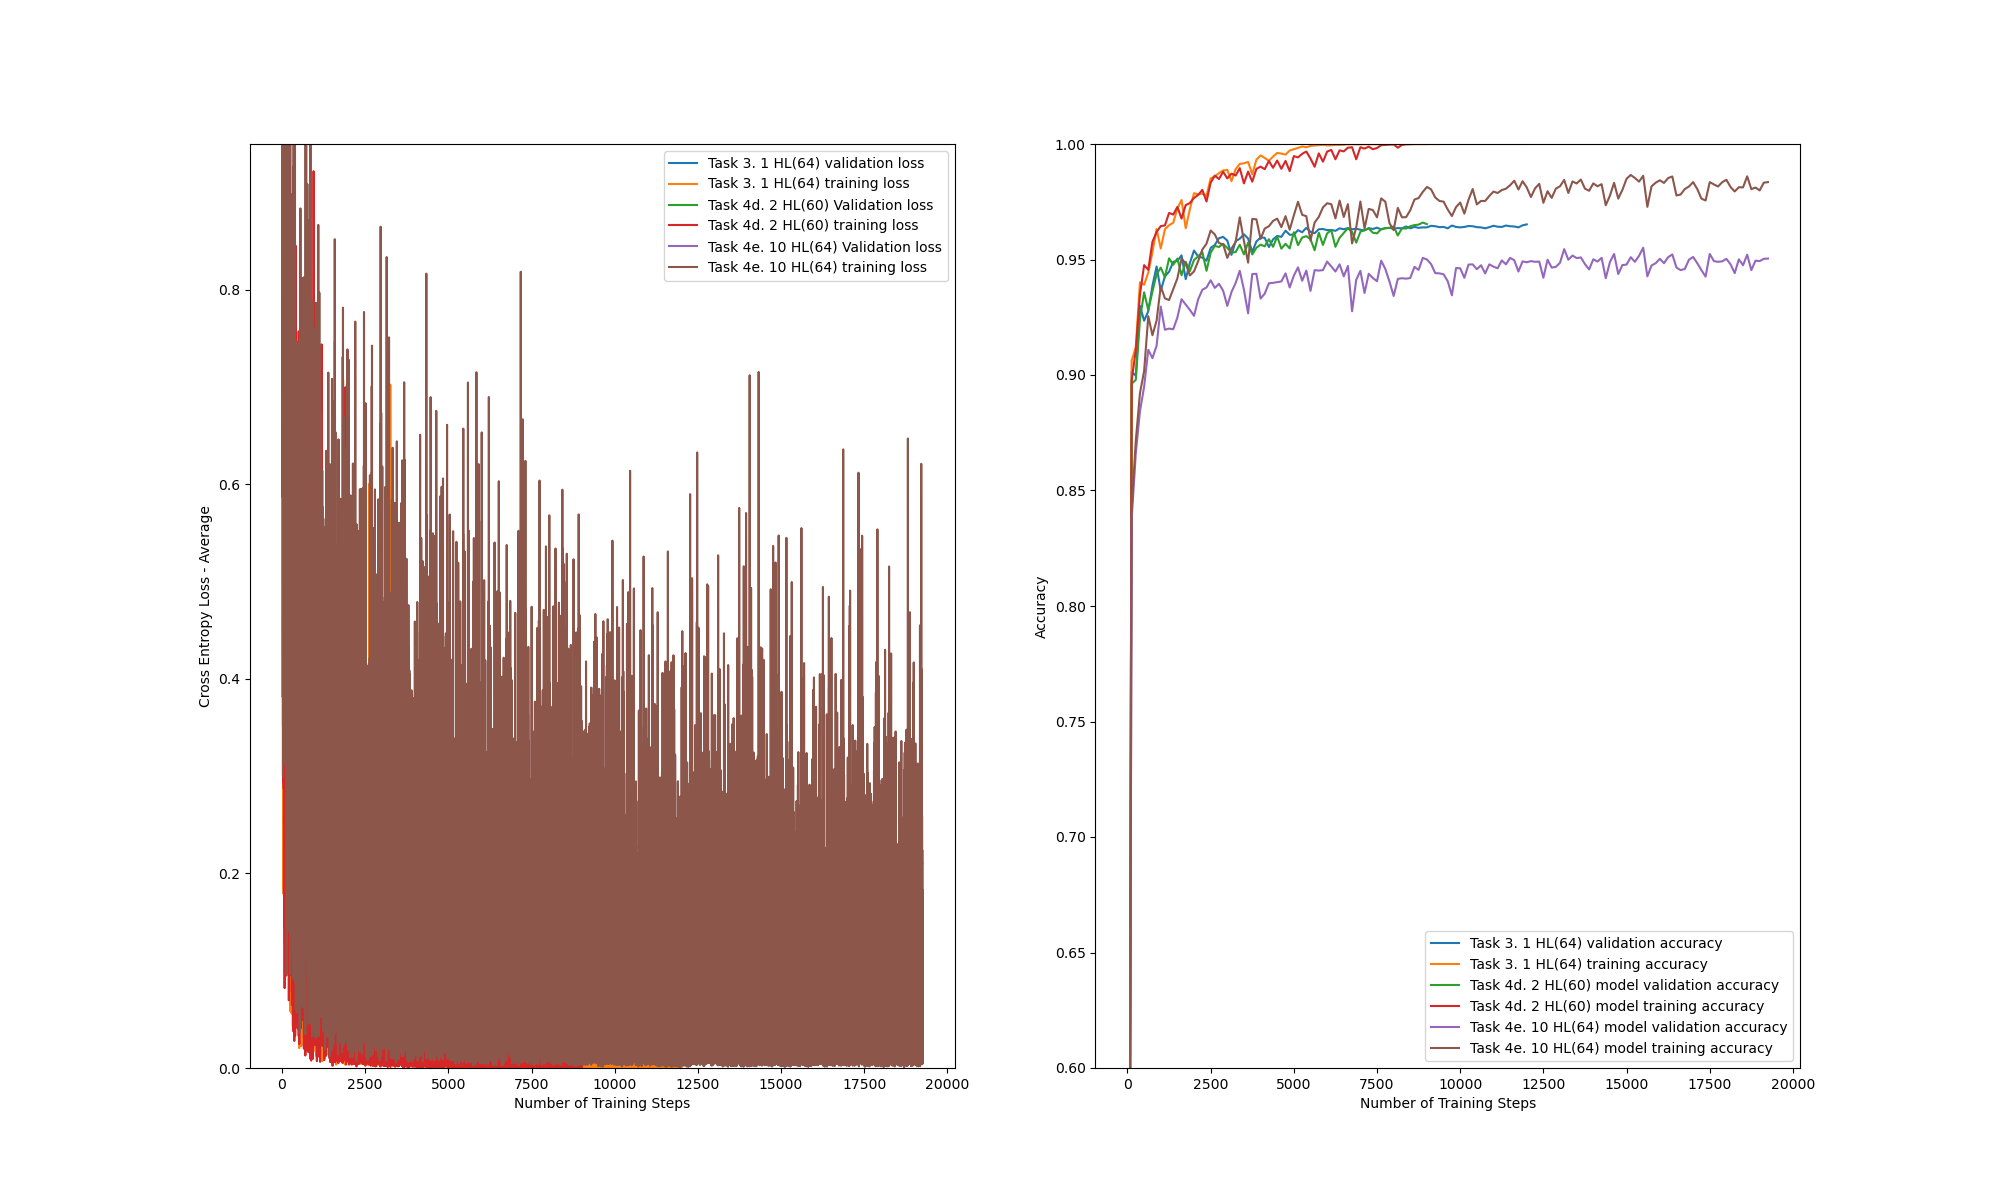 Cross Entropy Loss - Average
0.8
0.6
0.4
0.2
0.0
Task 3. 1 HL(64) validation loss
Task 3. 1 HL(64) training loss
Task 4d. 2 HL(60) Validation loss
Task 4d. 2 HL(60) training loss
Task 4e. 10 HL(64) Validation loss
Task 4e. 10 HL(64) training loss
0 2500 5000 7500 10000 12500 15000 17500 20000
Number of Training Steps
Accuracy
1.00
0.95
0.90
0.85
0.80
0.75
0.70
0.65
0.60
Task 3. 1 HL(64) validation accuracy
Task 3. 1 HL(64) training accuracy
Task 4d. 2 HL(60) model validation accuracy
Task 4d. 2 HL(60) model training accuracy
Task 4e. 10 HL(64) model validation accuracy
Task 4e. 10 HL(64) model training accuracy
0 2500 5000 7500 10000 12500 15000 17500 20000
Number of Training Steps